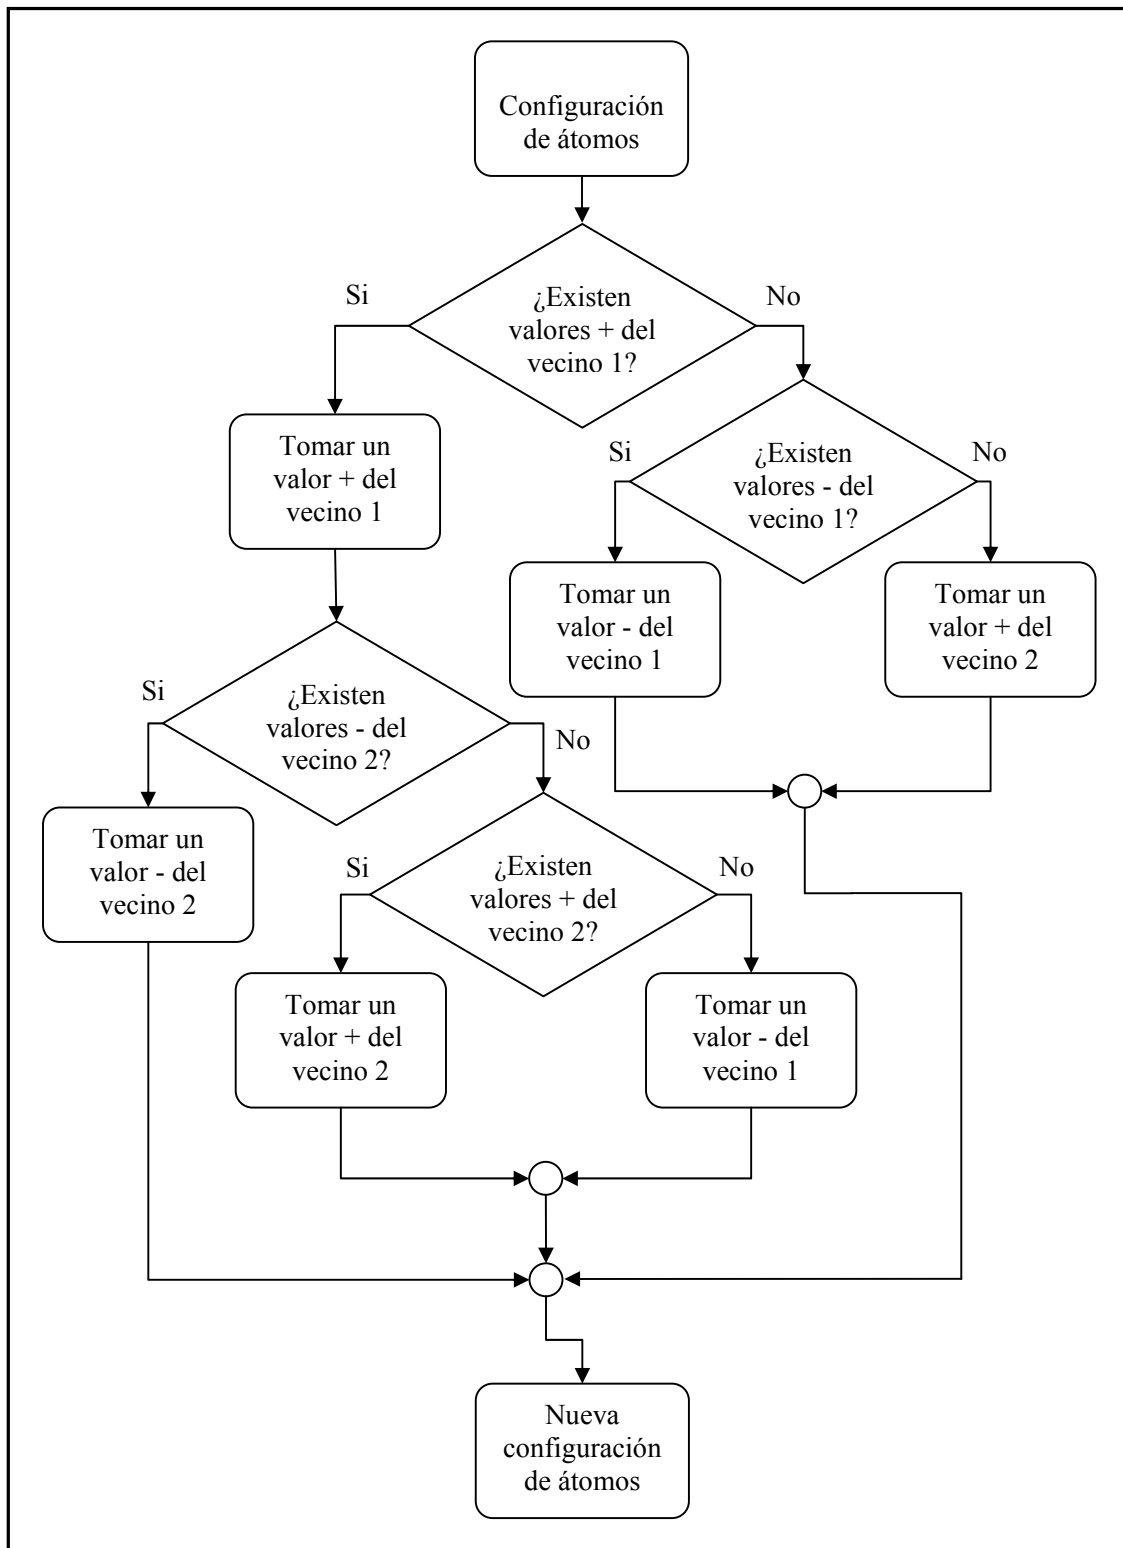 Configuración
de átomos
Si
¿Existen
valores + del
vecino 1?
No
Tomar un
valor + del
vecino 1
Si
¿Existen
valores - del
vecino 1?
No
Tomar un
valor - del
vecino 1
Tomar un
valor + del
vecino 2
Si
¿Existen
valores - del
vecino 2?
No
Tomar un
valor - del
vecino 2
Si
¿Existen
valores + del
vecino 2?
No
Tomar un
valor + del
vecino 2
Tomar un
valor - del
vecino 1
Nueva
configuración
de átomos